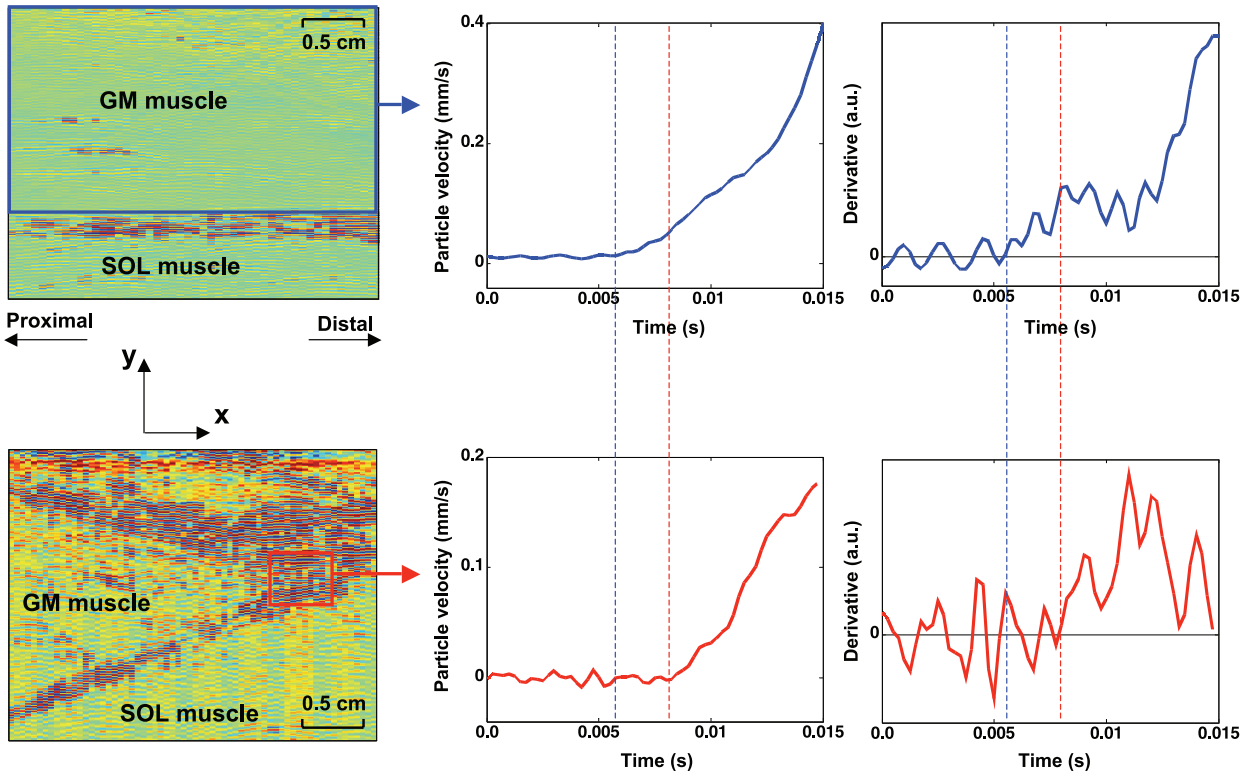 0.5 cm
GM muscle
SOL muscle
Proximal
Distal
y
x
GM muscle
SOL muscle
0.5 cm
Particle velocity (mm/s)
0.4
0.2
0
0.0
0.005
0.01
0.015
Time (s)
Derivative (a.u.)
0
0.0
0.005
0.01
0.015
Time (s)
Particle velocity (mm/s)
0.2
0.1
0
0.0
0.005
0.01
0.015
Time (s)
Derivative (a.u.)
0
0.0
0.005
0.01
0.015
Time (s)